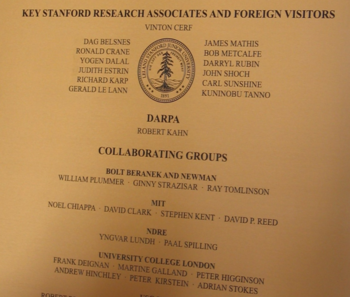 KEY STANFORD RESEARCH ASSOCIATES AND FOREIGN VISITORS
VINTON CERF
DAG BELSNES
RONALD CRANE
YOGEN DALAL
JUDITH ESTRIN
RICHARD KARP
GERALD LE LANN
JAMES MATHIS
BOB METCALFE
DARRYL RUBIN
JOHN SHOCH
CARL SUNSHINE
KUNINOBU TANNO
DARPA
ROBERT KAHN
COLLABORATING GROUPS
BOLT BERANEK AND NEWMAN
WILLIAM PLUMMER · GINNY STRAZISAR · RAY TOMLINSON
MIT
NOEL CHIAPPA · DAVID CLARK · STEPHEN KENT · DAVID P. REED
NDRE
YNGVAR LUNDH · PAAL SPILLING
UNIVERSITY COLLEGE LONDON
FRANK DEIGNAN · MARTINE GALLAND · PETER HIGGINSON
ANDREW HINCHLEY · PETER KIRSTEIN · ADRIAN STOKES